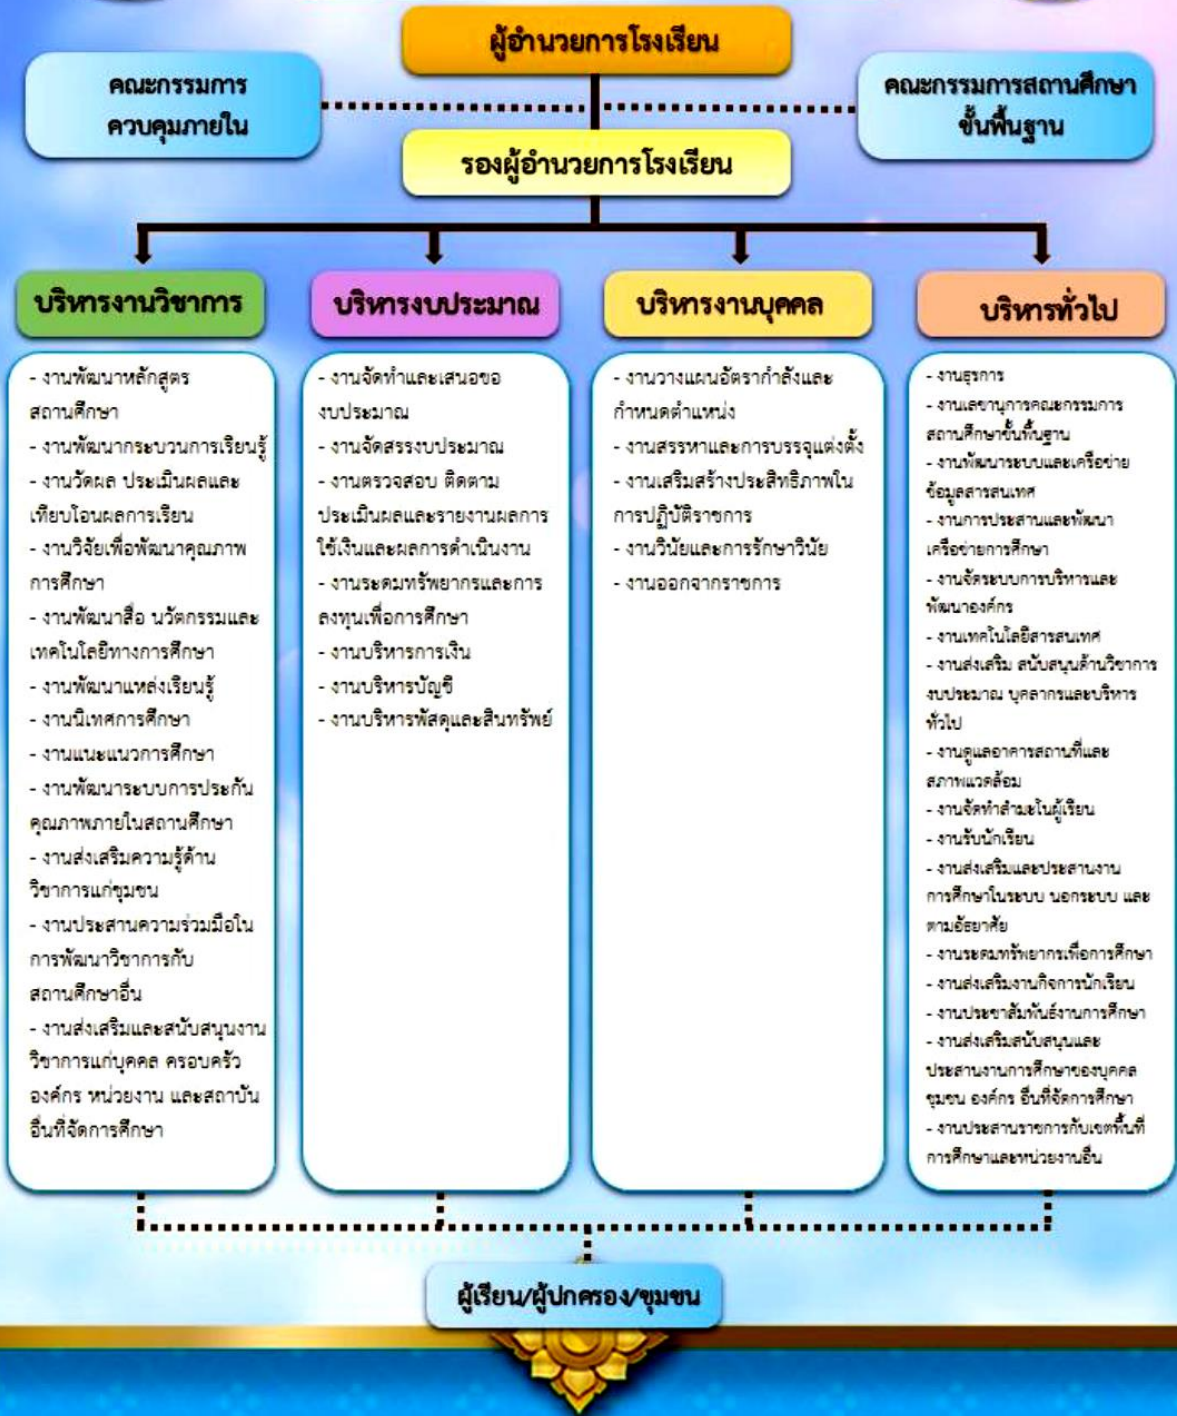 ผู้อำนวยการโรงเรียน
คณะกรรมการ
ควบคุมภายใน
คณะกรรมการสถานศึกษา
ขั้นพื้นฐาน
รองผู้อำนวยการโรงเรียน
บริหารงานวิชาการ
- งานพัฒนาหลักสูตร
สถานศึกษา
- งานพัฒนากระบวนการเรียนรู้
- งานวัดผล ประเมินผลและ
เทียบโอนผลการเรียน
- งานวิจัยเพื่อพัฒนาคุณภาพ
การศึกษา
- งานพัฒนาสื่อ นวัตกรรมและ
เทคโนโลยีทางการศึกษา
- งานพัฒนาแหล่งเรียนรู้
- งานนิเทศการศึกษา
- งานแนะแนวการศึกษา
- งานพัฒนาระบบการประกัน
คุณภาพภายในสถานศึกษา
- งานส่งเสริมความรู้ด้าน
วิชาการแก่ชุมชน
- งานประสานความร่วมมือใน
การพัฒนาวิชาการกับ
สถานศึกษาอื่น
- งานส่งเสริมและสนับสนุนงาน
วิชาการแก่บุคคล ครอบครัว
องค์กร หน่วยงาน และสถาบัน
อื่นที่จัดการศึกษา
บริหารงบประมาณ
- งานจัดทำและเสนอขอ
งบประมาณ
- งานจัดสรรงบประมาณ
- งานตรวจสอบ ติดตาม
ประเมินผลและรายงานผลการ
ใช้เงินและผลการดำเนินงาน
- งานระดมทรัพยากรและการ
ลงทุนเพื่อการศึกษา
- งานบริหารการเงิน
- งานบริหารบัญชี
- งานบริหารพัสดุและสินทรัพย์
บริหารงานบุคคล
- งานวางแผนอัตรากำลังและ
กำหนดตำแหน่ง
- งานสรรหาและการบรรจุแต่งตั้ง
- งานเสริมสร้างประสิทธิภาพใน
การปฏิบัติราชการ
- งานวินัยและการรักษาวินัย
- งานออกจากราชการ
บริหารทั่วไป
- งานธุรการ
- งานเลขานุการคณะกรรมการ
สถานศึกษาขั้นพื้นฐาน
- งานพัฒนาระบบและเครือข่าย
ข้อมูลสารสนเทศ
- งานการประสานและพัฒนา
เครือข่ายการศึกษา
- งานจัดระบบการบริหารและ
พัฒนาองค์กร
- งานเทคโนโลยีสารสนเทศ
- งานส่งเสริม สนับสนุนด้านวิชาการ
งบประมาณ บุคลากรและบริหาร
ทั่วไป
- งานดูแลอาคารสถานที่และ
สภาพแวดล้อม
- งานจัดทำสำมะโนผู้เรียน
- งานรับนักเรียน
- งานส่งเสริมและประสานงาน
การศึกษาในระบบ นอกระบบ และ
ตามอัธยาศัย
- งานระดมทรัพยากรเพื่อการศึกษา
- งานส่งเสริมงานกิจการนักเรียน
- งานประชาสัมพันธ์งานการศึกษา
- งานส่งเสริมสนับสนุนและ
ประสานงานการศึกษาของบุคคล
ชุมชน องค์กร อื่นที่จัดการศึกษา
- งานประสานราชการกับเขตพื้นที่
การศึกษาและหน่วยงานอื่น
ผู้เรียน/ผู้ปกครอง/ชุมชน